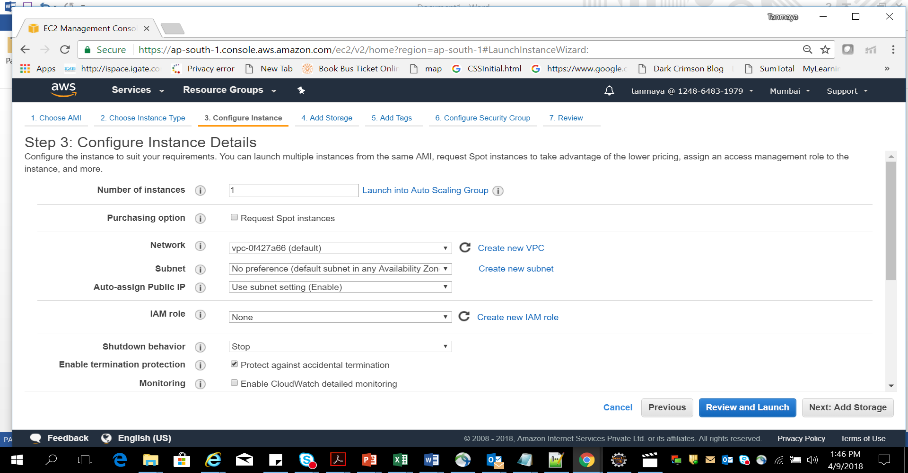 Tanmaya
EC2 Management Conso
Secure https://ap-south-1.console.aws.amazon.com/ec2/v2/home?region=ap-south-1#LaunchInstanceWizard:
Apps http://ispace.igate.co Privacy error New Tab Book Bus Ticket Onlin map CSSInitial.html https://www.google.c Dark Crimson Blog SumTotal MyLearnin »
aws Services Resource Groups tanmaya @ 1248-6403-1979 Mumbai Support
1. Choose AMI 2. Choose Instance Type 3. Configure Instance 4. Add Storage 5. Add Tags 6. Configure Security Group 7. Review
Step 3: Configure Instance Details
Configure the instance to suit your requirements. You can launch multiple instances from the same AMI, request Spot instances to take advantage of the lower pricing, assign an access management role to the
instance, and more.
Number of instances 1 Launch into Auto Scaling Group
Purchasing option Request Spot instances
Network vpc-0f427a66 (default) Create new VPC
Subnet No preference (default subnet in any Availability Zon Create new subnet
Auto-assign Public IP Use subnet setting (Enable)
IAM role None Create new IAM role
Shutdown behavior Stop
Enable termination protection Protect against accidental termination
Monitoring Enable CloudWatch detailed monitoring
Cancel Previous Review and Launch Next: Add Storage
Feedback English (US) © 2008 - 2018, Amazon Internet Services Private Ltd. or its affiliates. All rights reserved. Privacy Policy Terms of Use
1:46 PM
4/9/2018